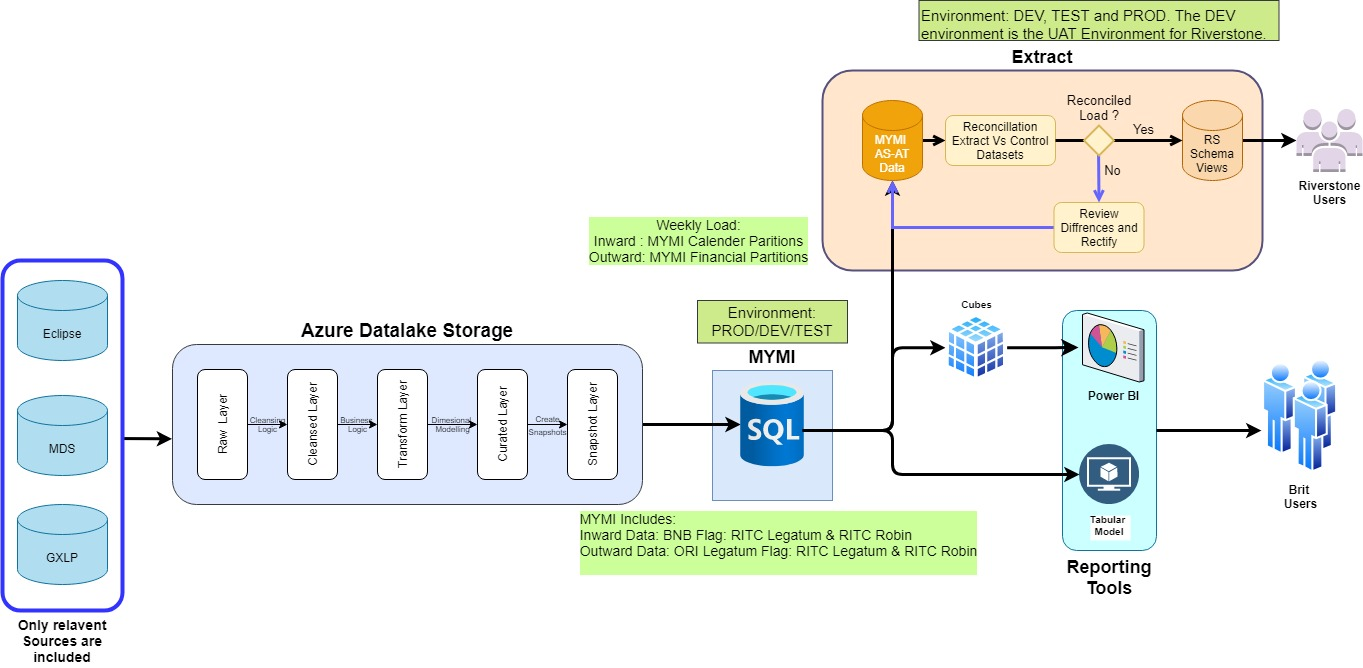 Environment: DEV, TEST and PROD. The DEV
environment is the UAT Environment for Riverstone.
Extract
MYMI
AS-AT
Data
Reconcillation
Extract Vs Control
Datasets
Reconciled
Load ?
Yes
No
RS
Schema
Views
Review
Diffrences and
Rectify
Riverstone
Users
Weekly Load:
Inward : MYMI Calender Paritions
Outward: MYMI Financial Partitions
Eclipse
MDS
GXLP
Only relavent
Sources are
included
Azure Datalake Storage
Raw Layer
Cleansing
Logic
Cleansed Layer
Business
Logic
Transform Layer
Dimesional
Modelling
Curated Layer
Create
Snapshots
Snapshot Layer
Environment:
PROD/DEV/TEST
MYMI
SQL
MYMI Includes:
Inward Data: BNB Flag: RITC Legatum & RITC Robin
Outward Data: ORI Legatum Flag: RITC Legatum & RITC Robin
Cubes
Power BI
Tabular
Model
Reporting
Tools
Brit
Users